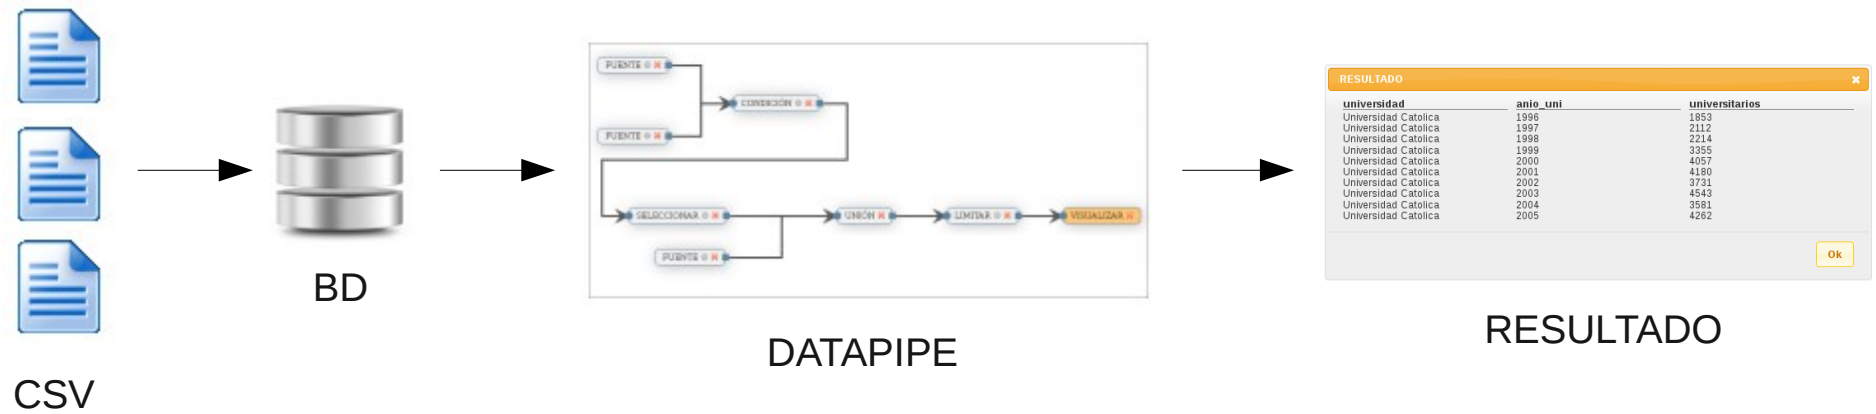 CSV
BD
FUENTE
CONDICIÓN
FUENTE
SELECCIONAR
UNIÓN
LIMITAR
VISUALIZAR
FUENTE
DATAPIPE
RESULTADO
universidad anio_uni universitarios
Universidad Catolica 1996 1853
Universidad Catolica 1997 2112
Universidad Catolica 1998 2214
Universidad Catolica 1999 3355
Universidad Catolica 2000 4057
Universidad Catolica 2001 4180
Universidad Catolica 2002 3731
Universidad Catolica 2003 4543
Universidad Catolica 2004 3581
Universidad Catolica 2005 4262
Ok
RESULTADO